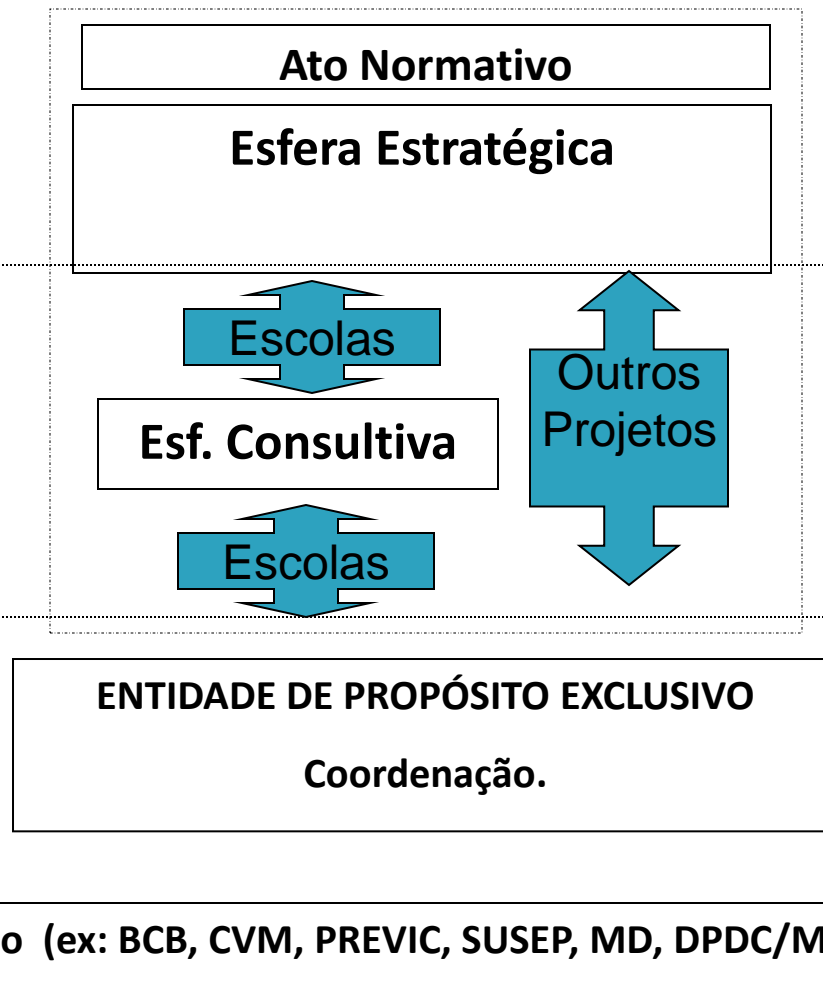 Ato Normativo
Esfera Estratégica
Escolas
Outros
Projetos
Esf. Consultiva
Escolas
ENTIDADE DE PROPÓSITO EXCLUSIVO
Coordenação.
o (ex: BCB, CVM, PREVIC, SUSEP, MD, DPDC/M